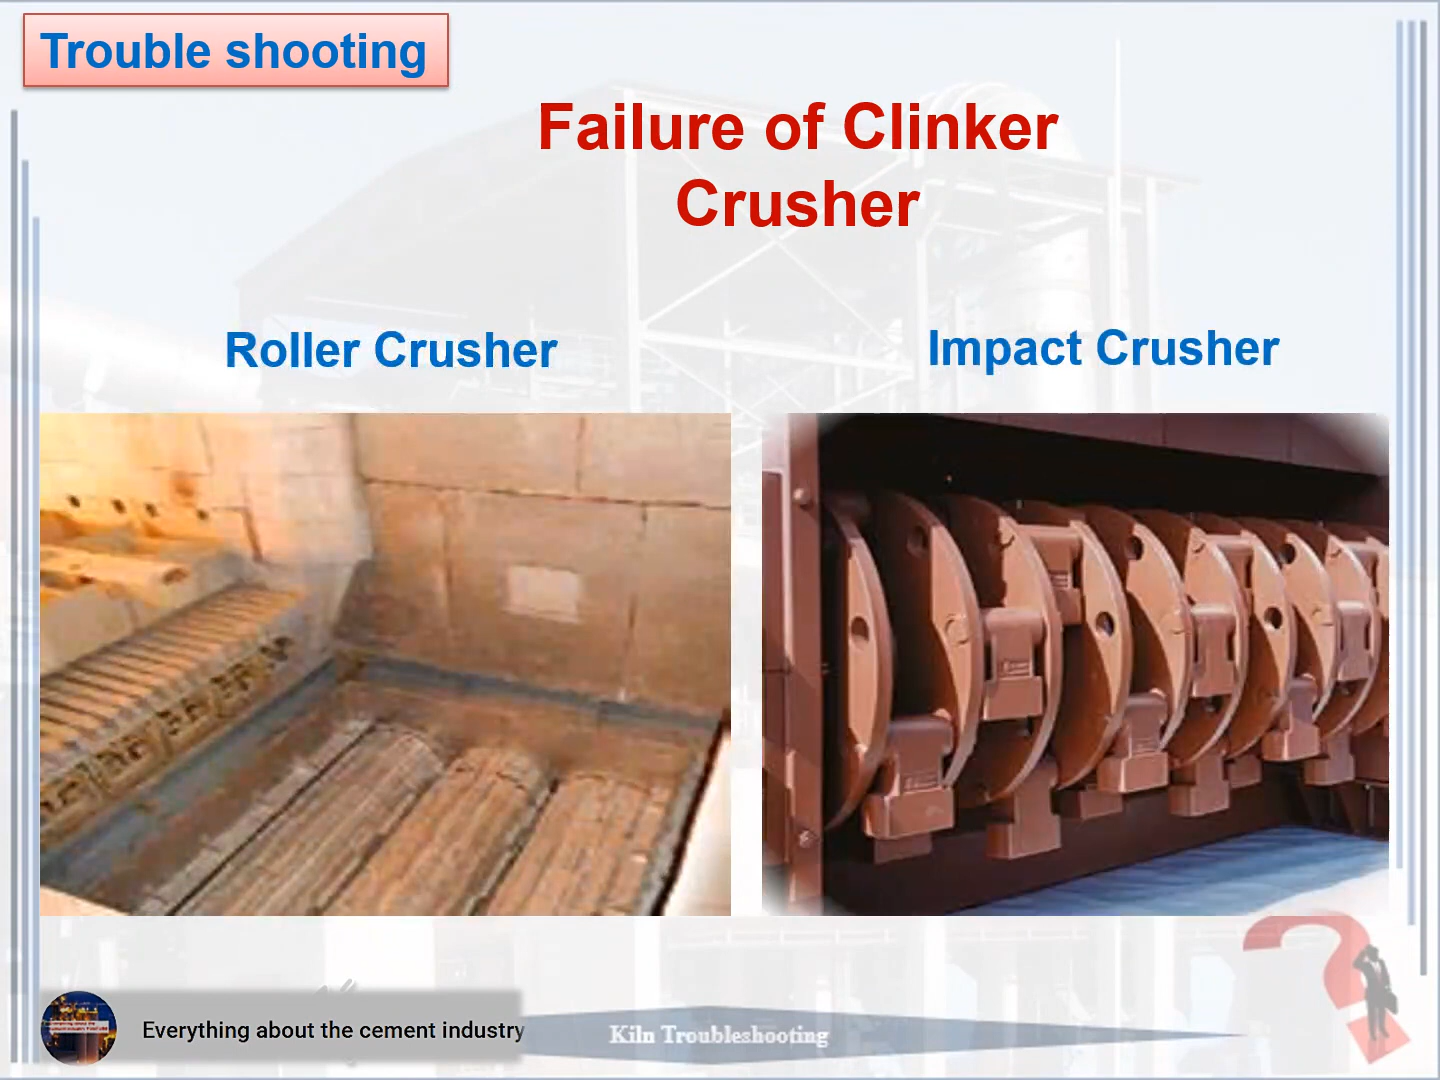 Trouble shooting
Failure of Clinker
Crusher
Roller Crusher
Impact Crusher
Everything about the cement industry
Kiln Troubleshooting